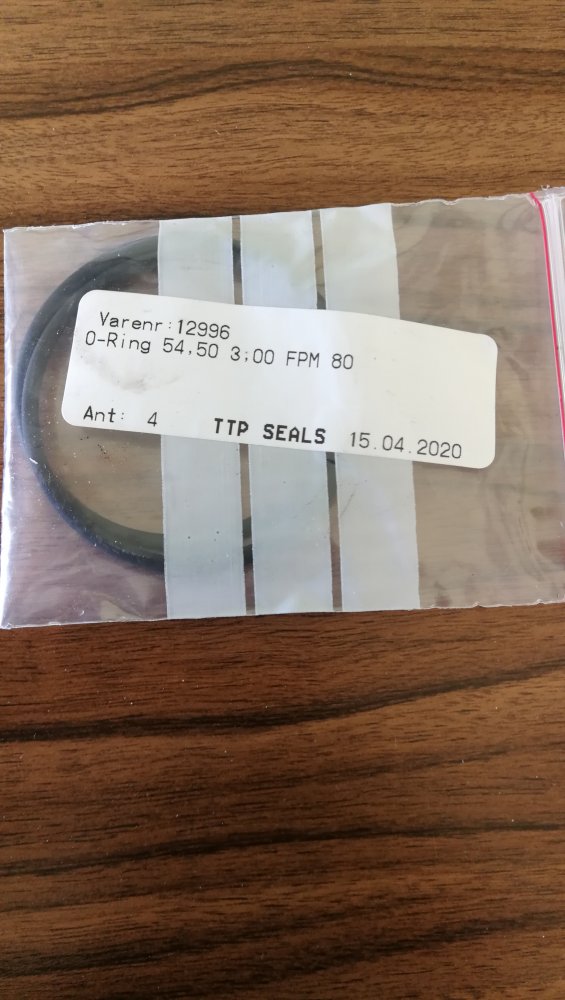 Varenr:12996
O-Ring 54,50 3,00 FPM 80
Ant: 4 TTP SEALS 15.04.2020